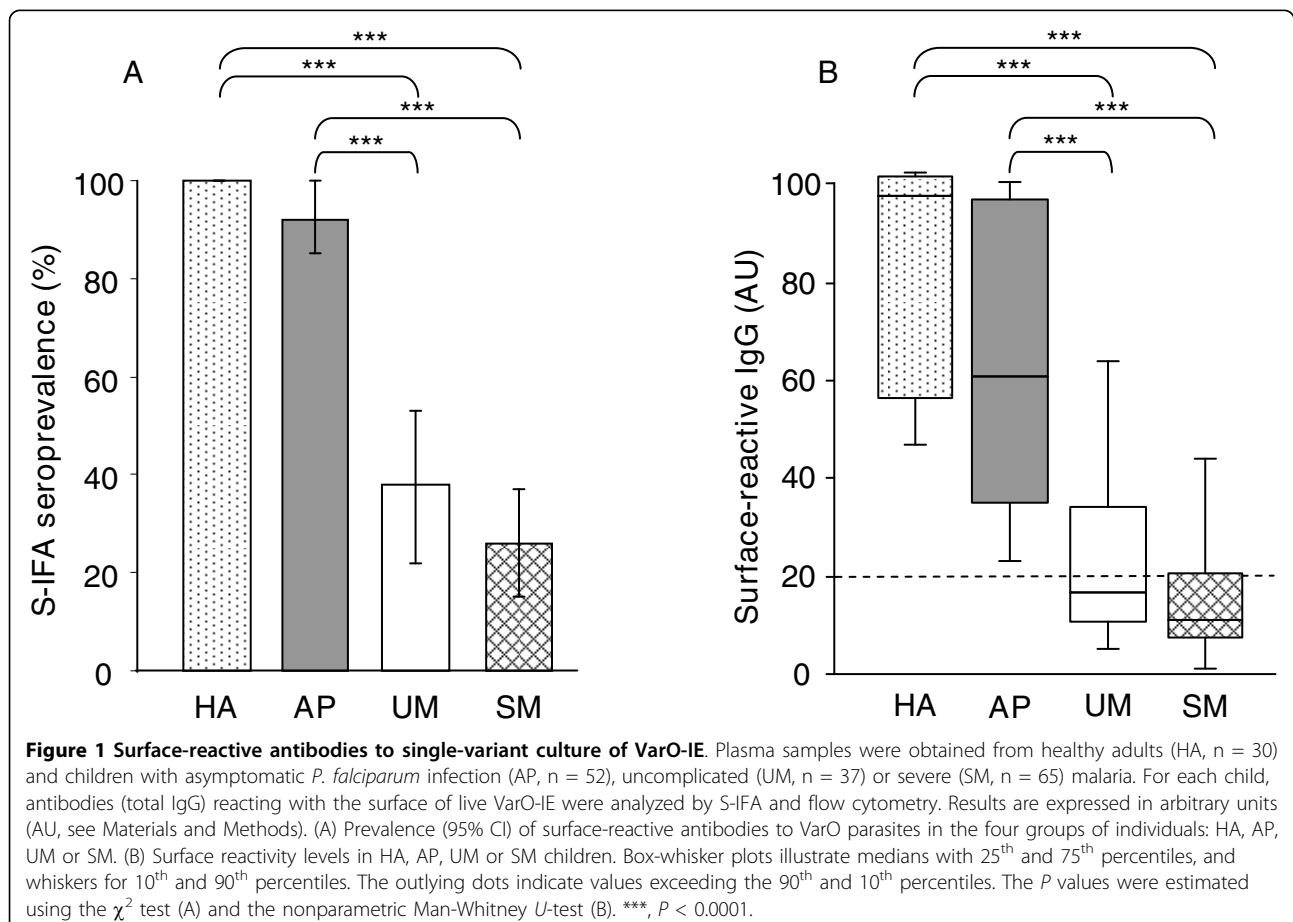 A
***
***
***
***
S-IFA seroprevalence (%)
100
80
60
40
20
0
HA AP UM SM
B
***
***
***
***
Surface-reactive IgG (AU)
100
80
60
40
20
0
HA AP UM SM
Figure 1 Surface-reactive antibodies to single-variant culture of VarO-IE. Plasma samples were obtained from healthy adults (HA, n = 30)
and children with asymptomatic P. falciparum infection (AP, n = 52), uncomplicated (UM, n = 37) or severe (SM, n = 65) malaria. For each child,
antibodies (total IgG) reacting with the surface of live VarO-IE were analyzed by S-IFA and flow cytometry. Results are expressed in arbitrary units
(AU, see Materials and Methods). (A) Prevalence (95% CI) of surface-reactive antibodies to VarO parasites in the four groups of individuals: HA, AP,
UM or SM. (B) Surface reactivity levels in HA, AP, UM or SM children. Box-whisker plots illustrate medians with 25th and 75th percentiles, and
whiskers for 10th and 90th percentiles. The outlying dots indicate values exceeding the 90th and 10th percentiles. The P values were estimated
using the χ2 test (A) and the nonparametric Man-Whitney U-test (B). ***, P < 0.0001.